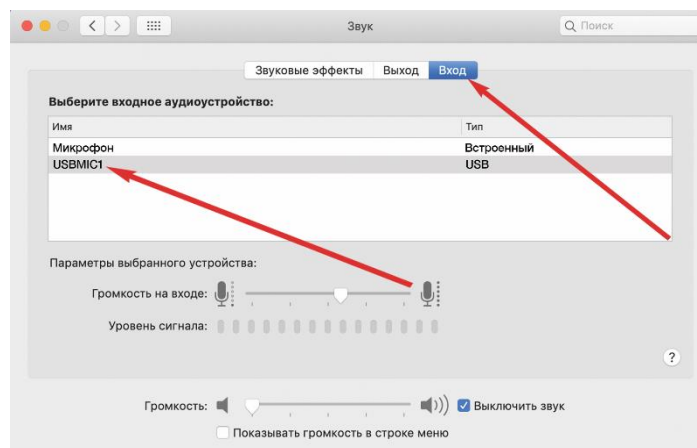 Звук
Поиск
Звуковые эффекты Выход Вход
Выберите входное аудиоустройство:
Имя Тип
Микрофон Встроенный
USBMIC1 USB
Параметры выбранного устройства:
Громкость на входе:
Уровень сигнала:
?
Громкость: Выключить звук
Показывать громкость в строке меню